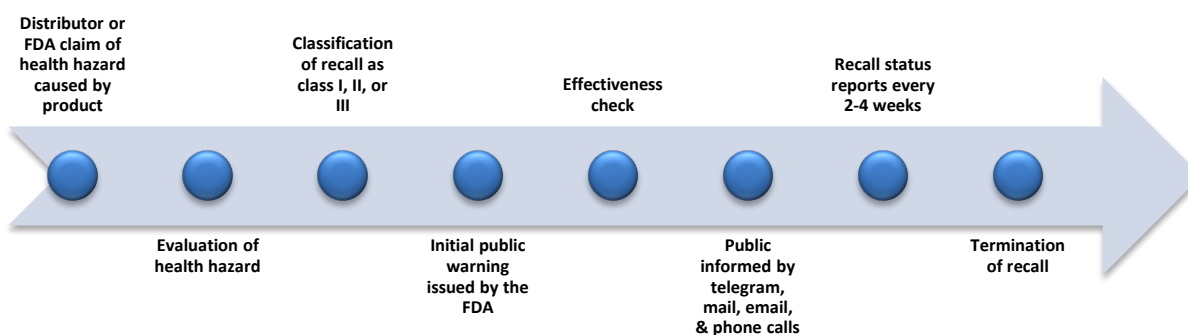 Distributor or
FDA claim of
health hazard
caused by
product
Evaluation of
health hazard
Classification
of recall as
class I, II, or
III
Initial public
warning
issued by the
FDA
Effectiveness
check
Public
informed by
telegram,
mail, email,
& phone calls
Recall status
reports every
2-4 weeks
Termination
of recall